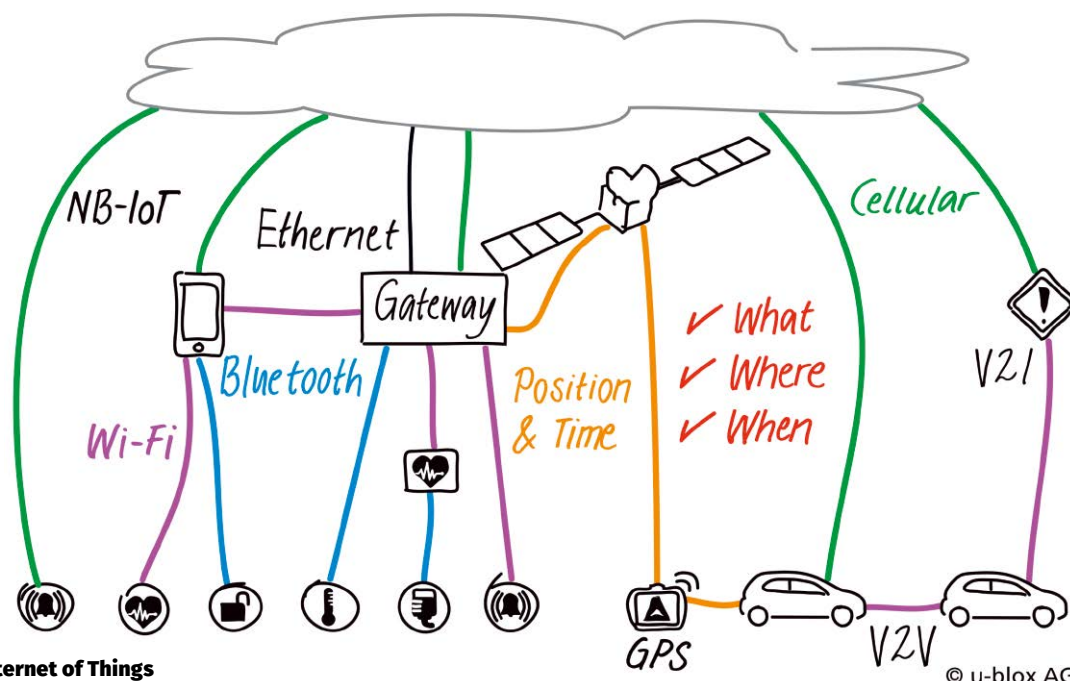 NB-IoT
Ethernet
Cellular
Gateway
Bluetooth
Wi-Fi
Position
& Time
✓ What
✓ Where
✓ When
V2I
GPS
V2V
ternet of Things
© u-blox AG